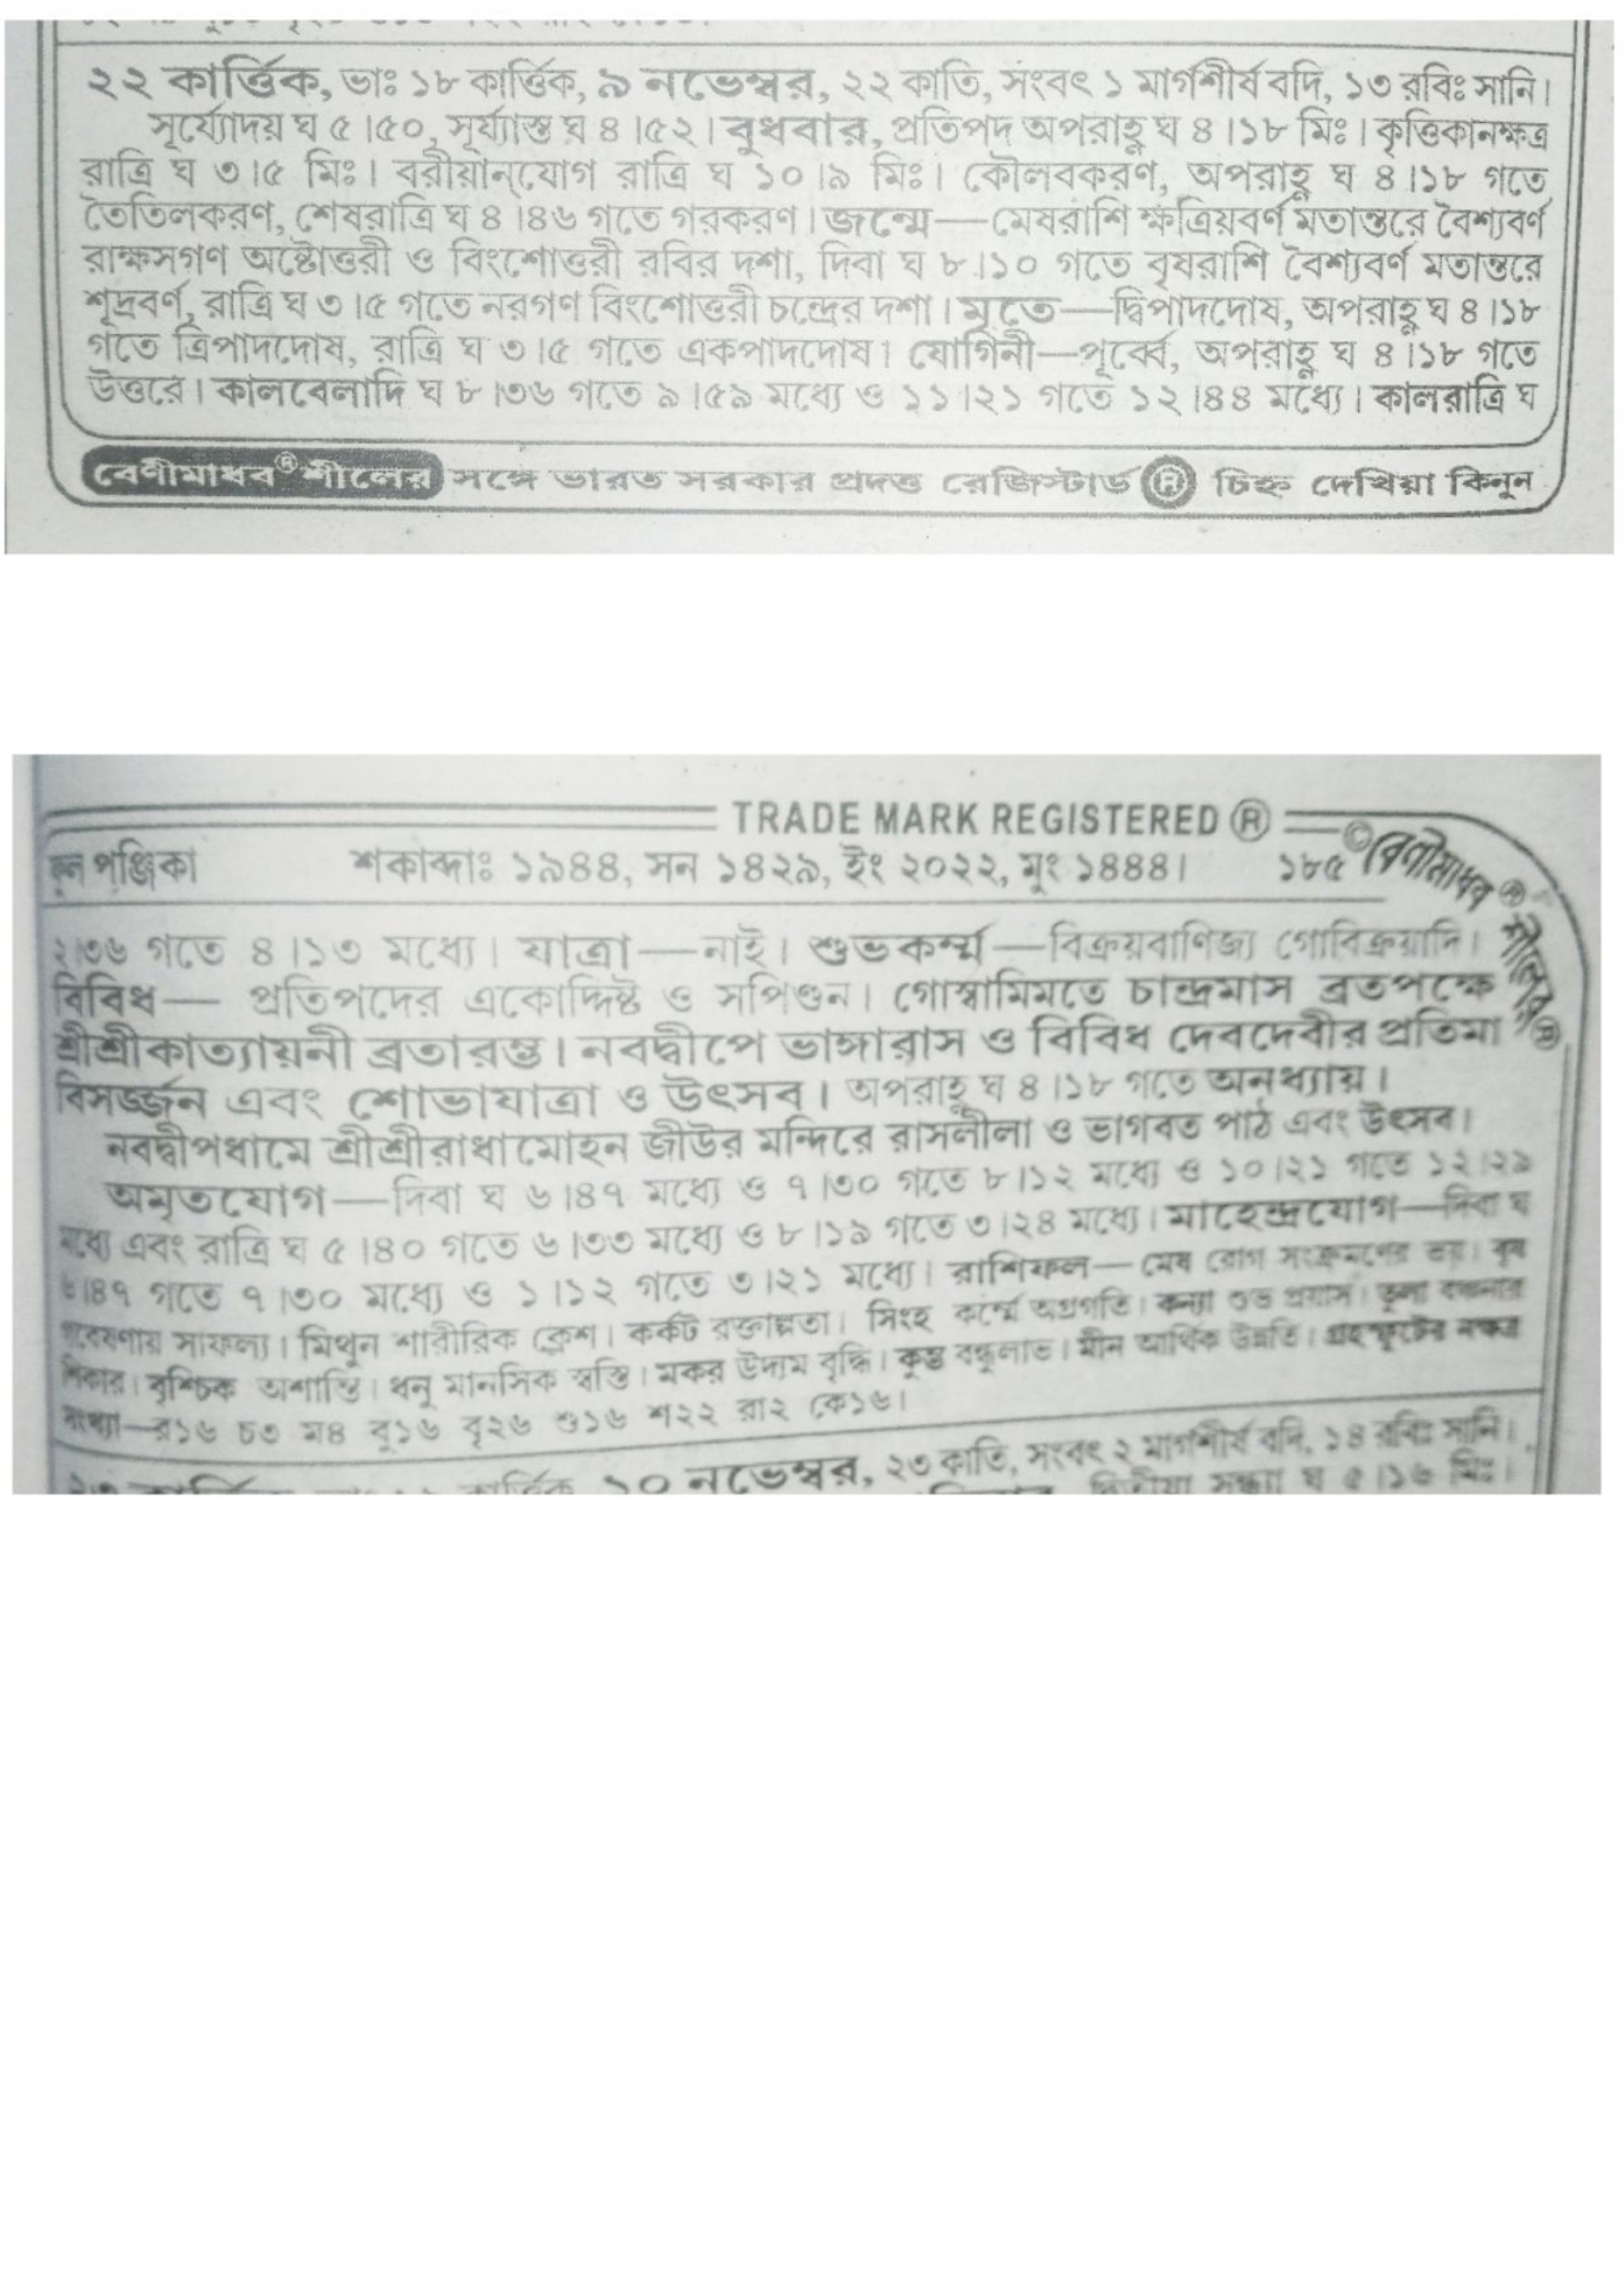 ২২ কার্ত্তিক, ভাঃ ১৮ কার্ত্তিক, ৯ নভেম্বর, ২২ কাতি, সংবৎ ১ মার্গশীর্ষ বদি, ১৩ রবিঃ সানি।
সূর্য্যোদয় ঘ ৫।৫০, সূর্য্যাস্ত ঘ ৪।৫২। বুধবার, প্রতিপদ অপরাহ্ণ ঘ ৪।১৮ মিঃ। কৃত্তিকানক্ষত্র
রাত্রি ঘ ৩।৫ মিঃ। বরীয়ান্‌যোগ রাত্রি ঘ ১০।৯ মিঃ। কৌলবকরণ, অপরাহ্ণ ঘ ৪।১৮ গতে
তৈতিলকরণ, শেষরাত্রি ঘ ৪।৪৬ গতে গরকরণ। জন্মে—মেষরাশি ক্ষত্রিয়বর্ণ মতান্তরে বৈশ্যবর্ণ
রাক্ষসগণ অষ্টোত্তরী ও বিংশোত্তরী রবির দশা, দিবা ঘ ৮।১০ গতে বৃষরাশি বৈশ্যবর্ণ মতান্তরে
শূদ্রবর্ণ, রাত্রি ঘ ৩।৫ গতে নরগণ বিংশোত্তরী চন্দ্রের দশা। মৃতে—দ্বিপাদদোষ, অপরাহ্ণ ঘ ৪।১৮
গতে ত্রিপাদদোষ, রাত্রি ঘ ৩।৫ গতে একপাদদোষ। যোগিনী—পূর্ব্বে, অপরাহ্ণ ঘ ৪।১৮ গতে
উত্তরে। কালবেলাদি ঘ ৮।৩৬ গতে ৯।৫৯ মধ্যে ও ১১।২১ গতে ১২।৪৪ মধ্যে। কালরাত্রি ঘ
বেণীমাধব® শীলের সঙ্গে ভারত সরকার প্রদত্ত রেজিস্টার্ড ® চিহ্ন দেখিয়া কিনুন
TRADE MARK REGISTERED ®
পঞ্জিকা শকাব্দাঃ ১৯৪৪, সন ১৪২৯, ইং ২০২২, মুং ১৪৪৪। ১৮৫ ©বেণীমাধব® শীলের®
২।৩৬ গতে ৪।১৩ মধ্যে। যাত্রা—নাই। শুভকর্ম্ম—বিক্রয়বাণিজ্য গোবিক্রয়াদি।
বিবিধ— প্রতিপদের একোদ্দিষ্ট ও সপিণ্ডন। গোস্বামিমতে চান্দ্রমাস ব্রতপক্ষে
শ্রীশ্রীকাত্যায়নী ব্রতারম্ভ। নবদ্বীপে ভাঙ্গারাস ও বিবিধ দেবদেবীর প্রতিমা
বিসর্জ্জন এবং শোভাযাত্রা ও উৎসব। অপরাহ্ণ ঘ ৪।১৮ গতে অনধ্যায়।
নবদ্বীপধামে শ্রীশ্রীরাধামোহন জীউর মন্দিরে রাসলীলা ও ভাগবত পাঠ এবং উৎসব।
অমৃতযোগ—দিবা ঘ ৬।৪৭ মধ্যে ও ৭।৩০ গতে ৮।১২ মধ্যে ও ১০।২১ গতে ১২।২৯
মধ্যে এবং রাত্রি ঘ ৫।৪০ গতে ৬।৩৩ মধ্যে ও ৮।১৯ গতে ৩।২৪ মধ্যে। মাহেন্দ্রযোগ—দিবা ঘ
৬।৪৭ গতে ৭।৩০ মধ্যে ও ১।১২ গতে ৩।২১ মধ্যে। রাশিফল—মেষ রোগ সংক্রমণের ভয়। বৃষ
গবেষণায় সাফল্য। মিথুন শারীরিক ক্লেশ। কর্কট রক্তাল্পতা। সিংহ কর্ম্মে অগ্রগতি। কন্যা শুভ প্রয়াস। তুলা বঞ্চনার
শিকার। বৃশ্চিক অশান্তি। ধনু মানসিক স্বস্তি। মকর উদ্যম বৃদ্ধি। কুম্ভ বন্ধুলাভ। মীন আর্থিক উন্নতি। গ্রহস্ফুটের নক্ষত্র
সংখ্যা—র১৬ চ৩ ম৪ বু১৬ বৃ২৬ শু১৬ শ২২ রা২ কে১৬।
২৩ কার্ত্তিক, কার্ত্তিক, ১০ নভেম্বর, ২৩ কাতি, সংবৎ ২ মার্গশীর্ষ বদি, ১৪ রবিঃ সানি।
দ্বিতীয়া সন্ধ্যা ঘ ৫।১৬ মিঃ।